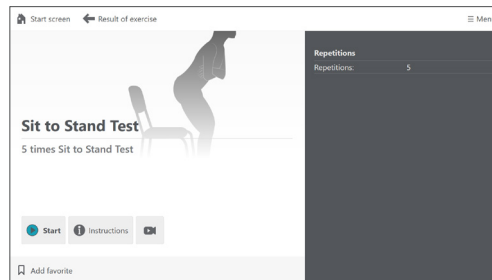 Start screen
Result of exercise
Men
Sit to Stand Test
5 times Sit to Stand Test
Start
Instructions
Add favorite
Repetitions
Repetitions: 5